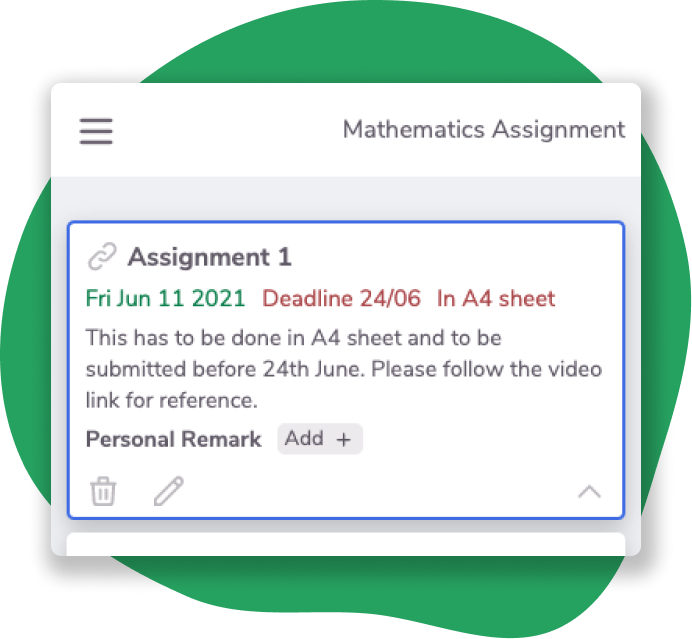 Mathematics Assignment
Assignment 1
Fri Jun 11 2021 Deadline 24/06 In A4 sheet
This has to be done in A4 sheet and to be
submitted before 24th June. Please follow the video
link for reference.
Personal Remark Add +